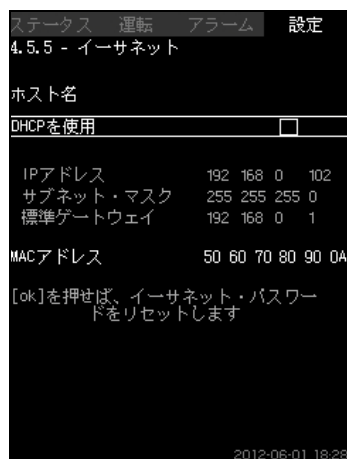 ステータス 運転 アラーム 設定
4.5.5 - イーサネット
ホスト名
DHCPを使用
IPアドレス 192 168 0 102
サブネット・マスク 255 255 255 0
標準ゲートウェイ 192 168 0 1
MACアドレス 50 60 70 80 90 0A
[ok]を押せば、イーサネット・パスワー
ドをリセットします
2012-06-01 18:28